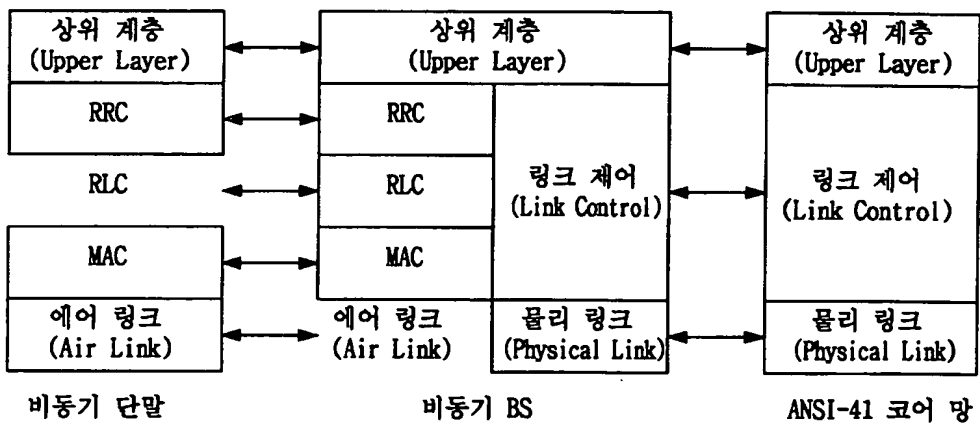 상위 계층
(Upper Layer)
RRC
RLC
MAC
에어 링크
(Air Link)
비동기 단말
상위 계층
(Upper Layer)
RRC
RLC
MAC
에어 링크
(Air Link)
링크 제어
(Link Control)
물리 링크
(Physical Link)
비동기 BS
상위 계층
(Upper Layer)
링크 제어
(Link Control)
물리 링크
(Physical Link)
ANSI-41 코어 망